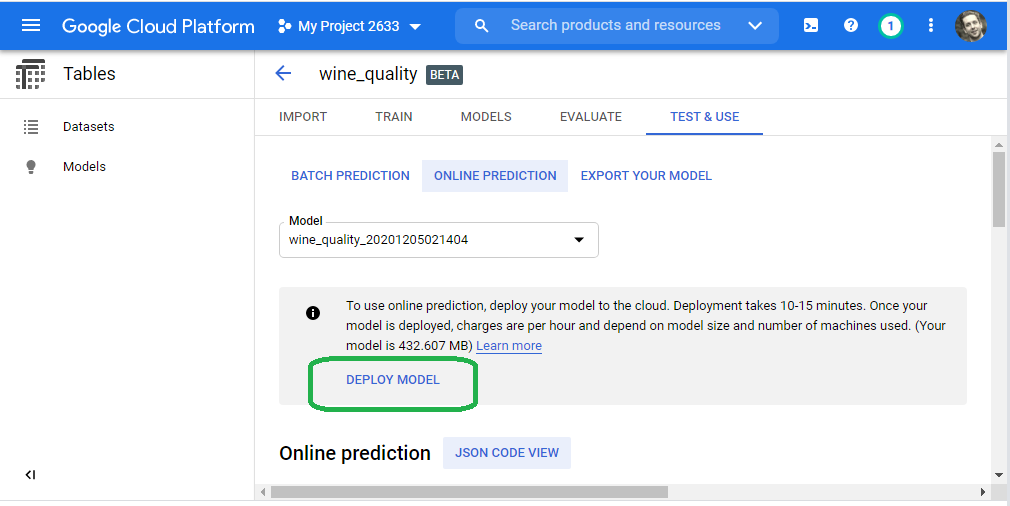 Google Cloud Platform
My Project 2633
Search products and resources
1
Tables
wine_quality BETA
Datasets
Models
IMPORT TRAIN MODELS EVALUATE TEST & USE
BATCH PREDICTION ONLINE PREDICTION EXPORT YOUR MODEL
Model
wine_quality_20201205021404
To use online prediction, deploy your model to the cloud. Deployment takes 10-15 minutes. Once your
model is deployed, charges are per hour and depend on model size and number of machines used. (Your
model is 432.607 MB) Learn more
DEPLOY MODEL
Online prediction JSON CODE VIEW